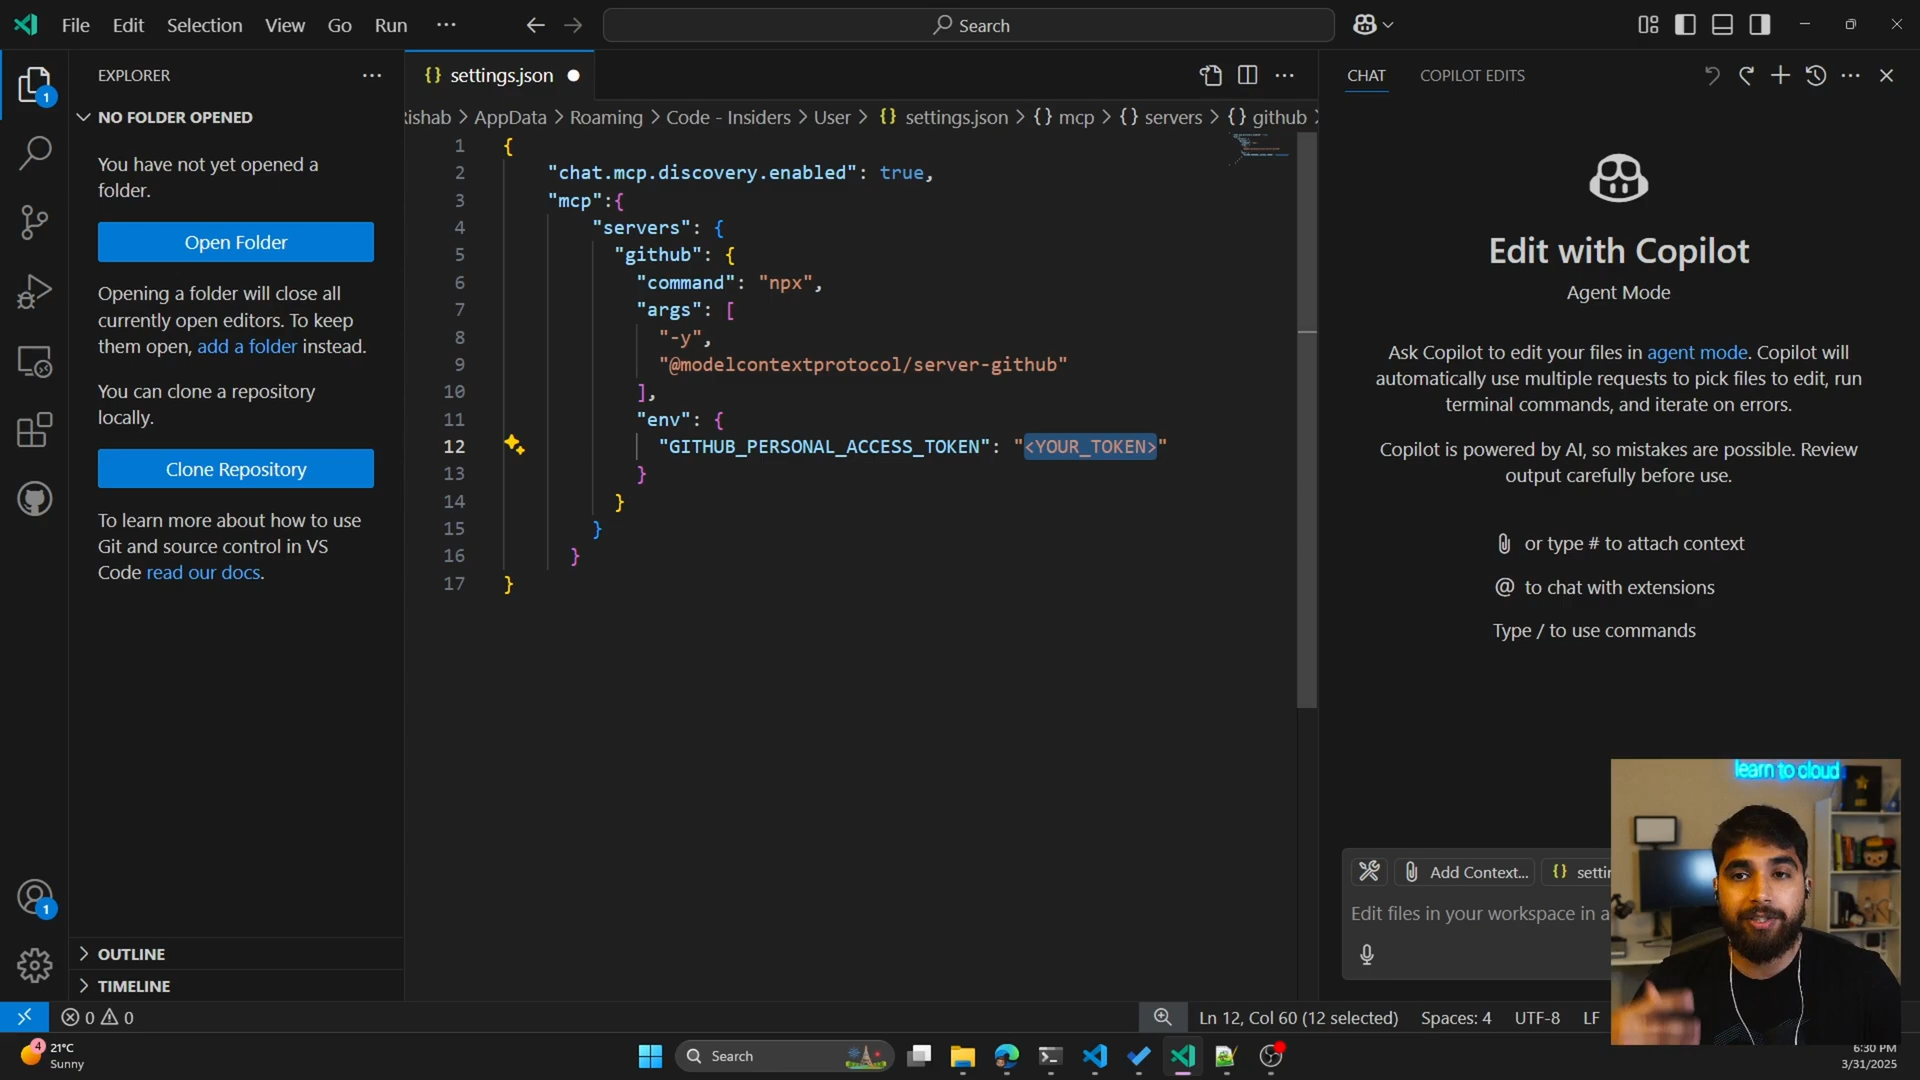 File Edit Selection View Go Run ···
Search
EXPLORER
NO FOLDER OPENED
You have not yet opened a
folder.
Open Folder
Opening a folder will close all
currently open editors. To keep
them open, add a folder instead.
You can clone a repository
locally.
Clone Repository
To learn more about how to use
Git and source control in VS
Code read our docs.
OUTLINE
TIMELINE
1
1
{} settings.json
Rishab > AppData > Roaming > Code - Insiders > User > {} settings.json > {} mcp > {} servers > {} github >
1 {
2 "chat.mcp.discovery.enabled": true,
3 "mcp":{
4 "servers": {
5 "github": {
6 "command": "npx",
7 "args": [
8 "-y",
9 "@modelcontextprotocol/server-github"
10 ],
11 "env": {
12 "GITHUB_PERSONAL_ACCESS_TOKEN": "<YOUR_TOKEN>"
13 }
14 }
15 }
16 }
17 }
CHAT COPILOT EDITS
Edit with Copilot
Agent Mode
Ask Copilot to edit your files in agent mode. Copilot will
automatically use multiple requests to pick files to edit, run
terminal commands, and iterate on errors.
Copilot is powered by AI, so mistakes are possible. Review
output carefully before use.
or type # to attach context
@ to chat with extensions
Type / to use commands
Add Context... {} settin
Edit files in your workspace in a
learn to cloud
0 0
Ln 12, Col 60 (12 selected) Spaces: 4 UTF-8 LF
4
21°C
Sunny
Search
6:30 PM
3/31/2025